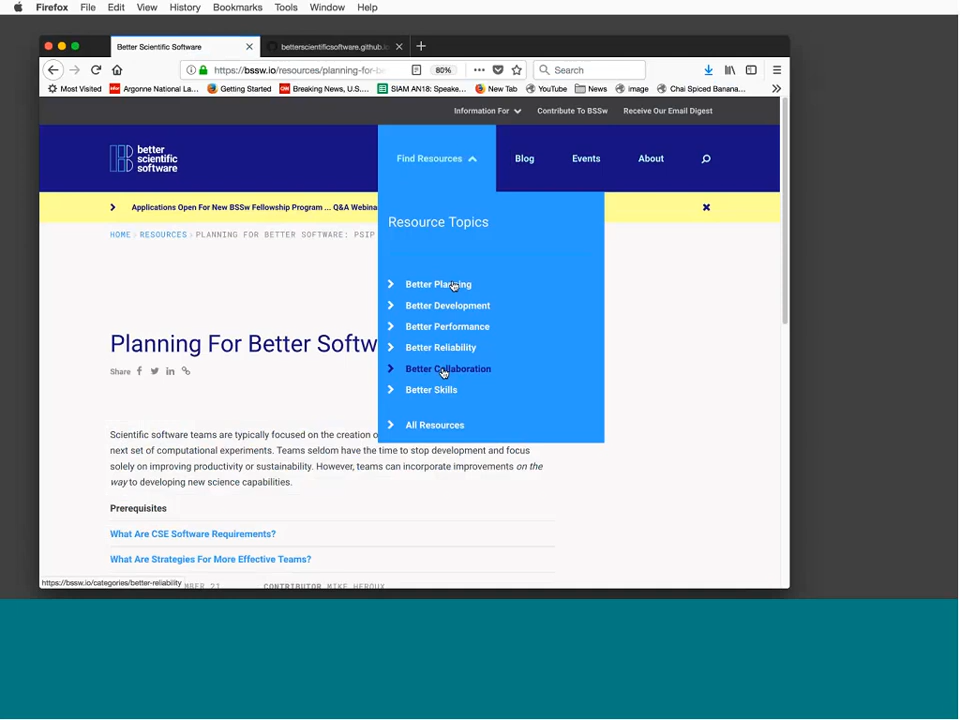 Firefox File Edit View History Bookmarks Tools Window Help
Better Scientific Software
betterscientificsoftware.github.i
https://bssw.io/resources/planning-for-be
80%
Search
Most Visited
Argonne National La...
Getting Started
Breaking News, U.S....
SIAM AN18: Speake...
New Tab
YouTube
News
image
Chai Spiced Banana...
Information For
Contribute To BSSw
Receive Our Email Digest
better
scientific
software
Find Resources
Blog
Events
About
Applications Open For New BSSw Fellowship Program ... Q&A Webina
HOME RESOURCES PLANNING FOR BETTER SOFTWARE: PSIP
Resource Topics
Better Planning
Better Development
Better Performance
Better Reliability
Better Collaboration
Better Skills
All Resources
Planning For Better Softw
Share
Scientific software teams are typically focused on the creation o
next set of computational experiments. Teams seldom have the time to stop development and focus
solely on improving productivity or sustainability. However, teams can incorporate improvements on the
way to developing new science capabilities.
Prerequisites
What Are CSE Software Requirements?
What Are Strategies For More Effective Teams?
https://bssw.io/categories/better-reliability
MBER 21
CONTRIBUTOR MIKE HEROUX